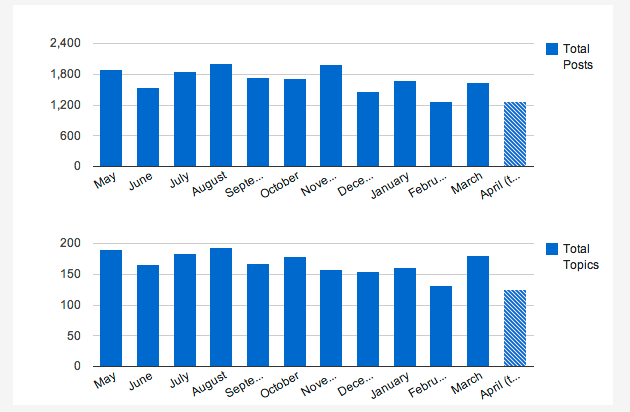 2,400
Total
Posts
1,800
1,200
600
0
May
June
July
August
Septe...
October
Nove...
Dece...
January
Febru...
March
April (t...
200
Total
Topics
150
100
50
0
May
June
July
August
Septe...
October
Nove...
Dece...
January
Febru...
March
April (t...